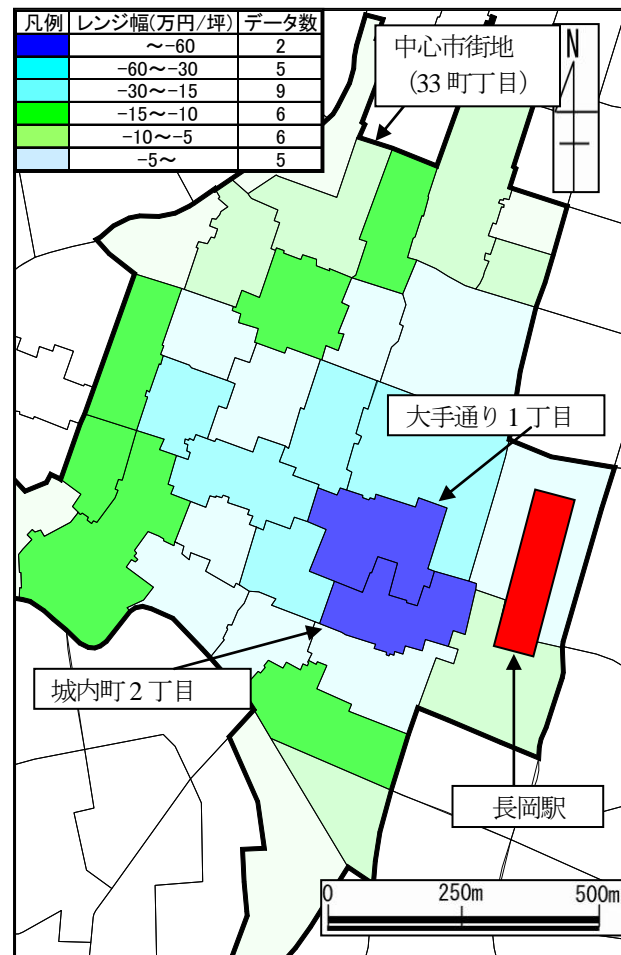 凡例 レンジ幅(万円/坪) データ数
～-60 2
-60～-30 5
-30～-15 9
-15～-10 6
-10～-5 6
-5～ 5
中心市街地
(33 町丁目)
N
大手通り 1 丁目
城内町 2 丁目
長岡駅
0 250m 500m